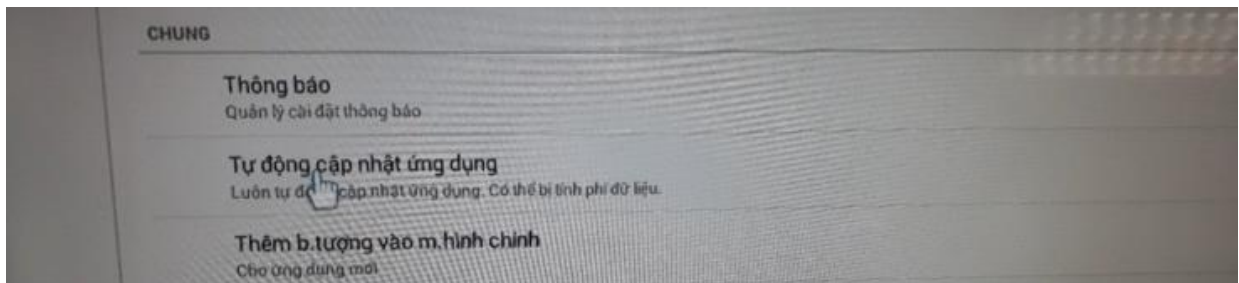 CHUNG
Thông báo
Quản lý cài đặt thông báo
Tự động cập nhật ứng dụng
Luôn tự cập nhật ứng dụng. Có thể bị tính phí dữ liệu.
Thêm b.tượng vào m.hình chính
Cho ứng dụng mới